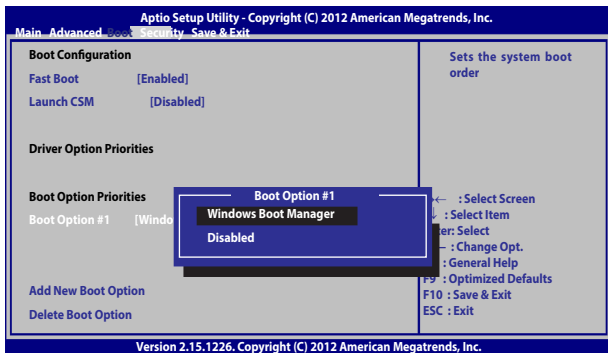 Aptio Setup Utility - Copyright (C) 2012 American Megatrends, Inc.
Main Advanced Boot Security Save & Exit
Boot Configuration
Fast Boot [Enabled]
Launch CSM [Disabled]
Driver Option Priorities
Boot Option Priorities
Boot Option #1 [Windo
Boot Option #1
Windows Boot Manager
Disabled
Add New Boot Option
Delete Boot Option
Sets the system boot
order
← : Select Screen
: Select Item
er: Select
– : Change Opt.
: General Help
F9 : Optimized Defaults
F10 : Save & Exit
ESC : Exit
Version 2.15.1226. Copyright (C) 2012 American Megatrends, Inc.